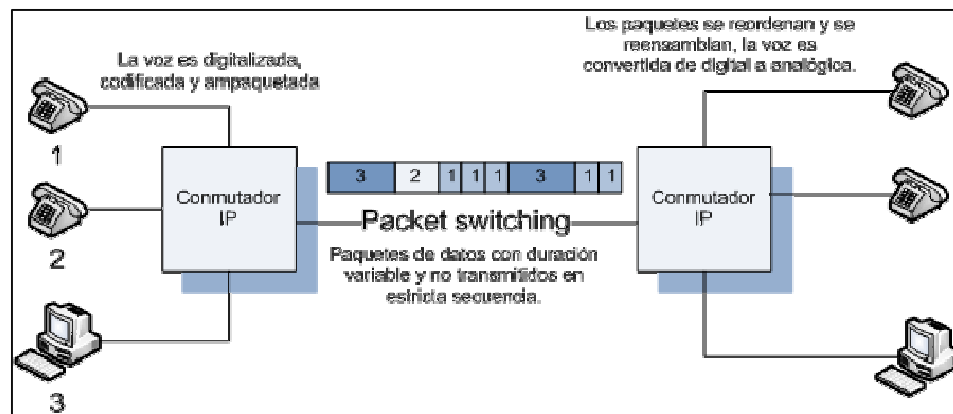 La voz es digitalizada,
codificada y ampaquetada
Los paquetes se reordenan y se
reensamblan, la voz es
convertida de digital a analógica.
1
2
3
Conmutador
IP
3 2 1 1 1 3 1 1
Packet switching
Paquetes de datos con duración
variable y no transmitidos en
estricta secuencia.
Conmutador
IP